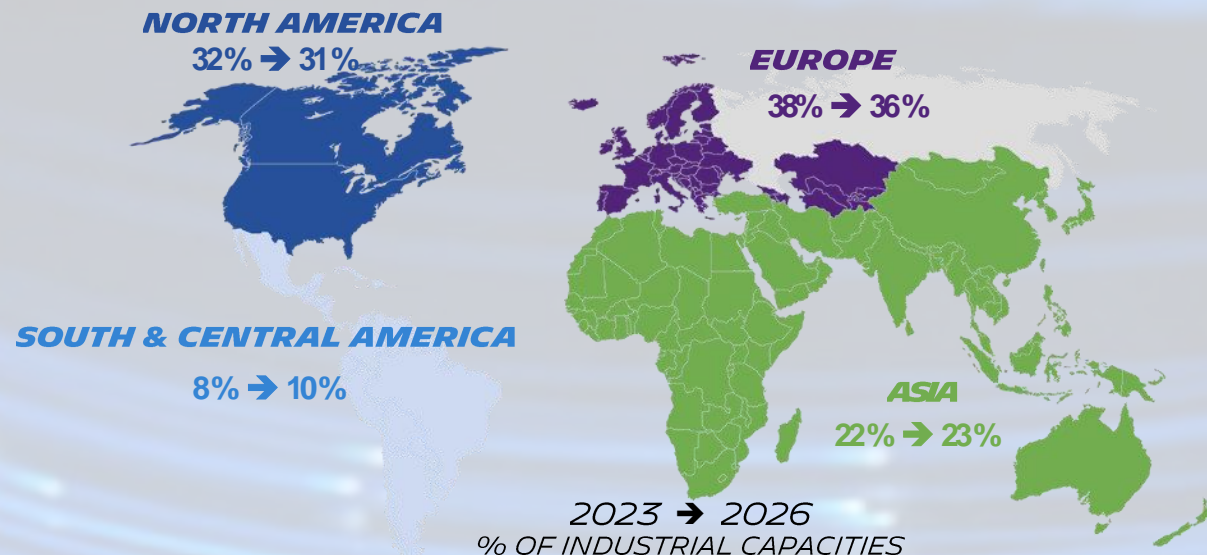 NORTH AMERICA
32% ➔ 31%
EUROPE
38% ➔ 36%
SOUTH & CENTRAL AMERICA
8% ➔ 10%
ASIA
22% ➔ 23%
2023 ➔ 2026
% OF INDUSTRIAL CAPACITIES